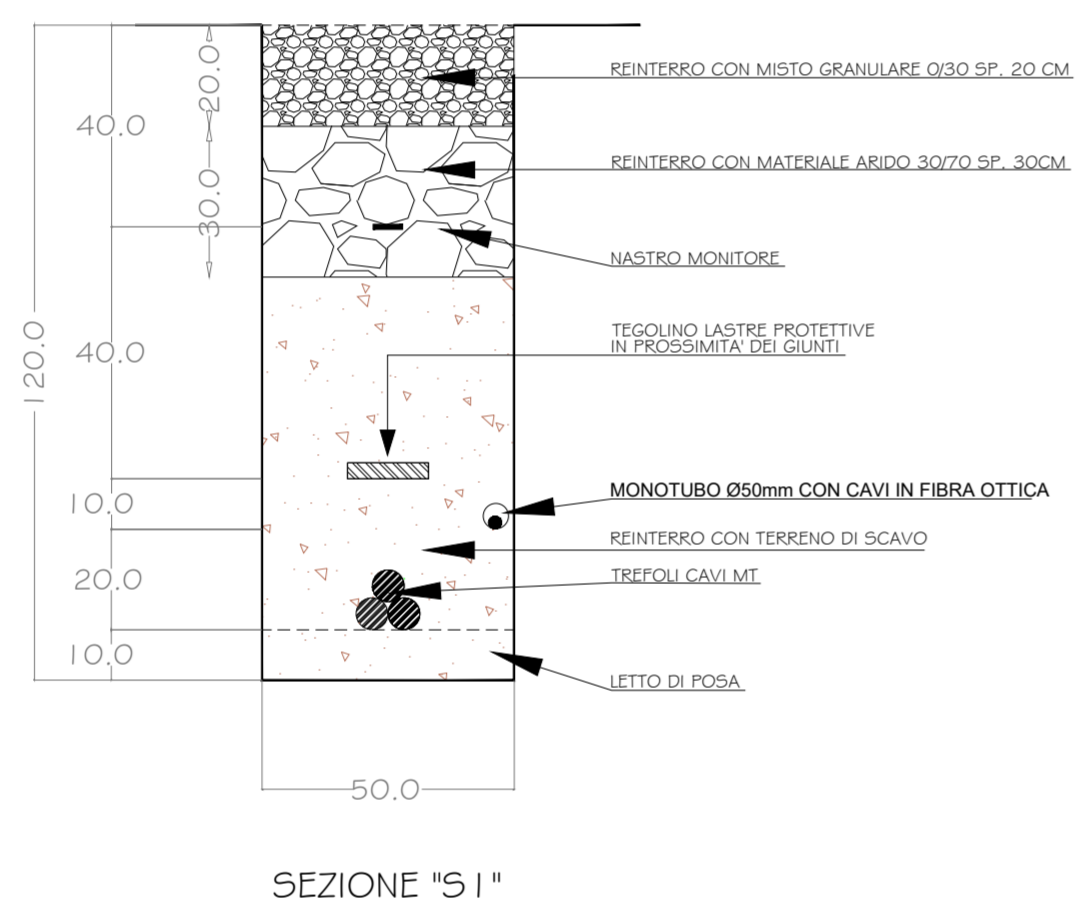 20.0
REINTERRO CON MISTO GRANULARE 0/30 SP. 20 CM
40.0
REINTERRO CON MATERIALE ARIDO 30/70 SP. 30CM
30.0
NASTRO MONITORE
120.0
40.0
TEGOLINO LASTRE PROTETTIVE
IN PROSSIMITA' DEI GIUNTI
10.0
MONOTUBO Ø50mm CON CAVI IN FIBRA OTTICA
REINTERRO CON TERRENO DI SCAVO
20.0
TREFOLI CAVI MT
10.0
LETTO DI POSA
50.0
SEZIONE "S1"